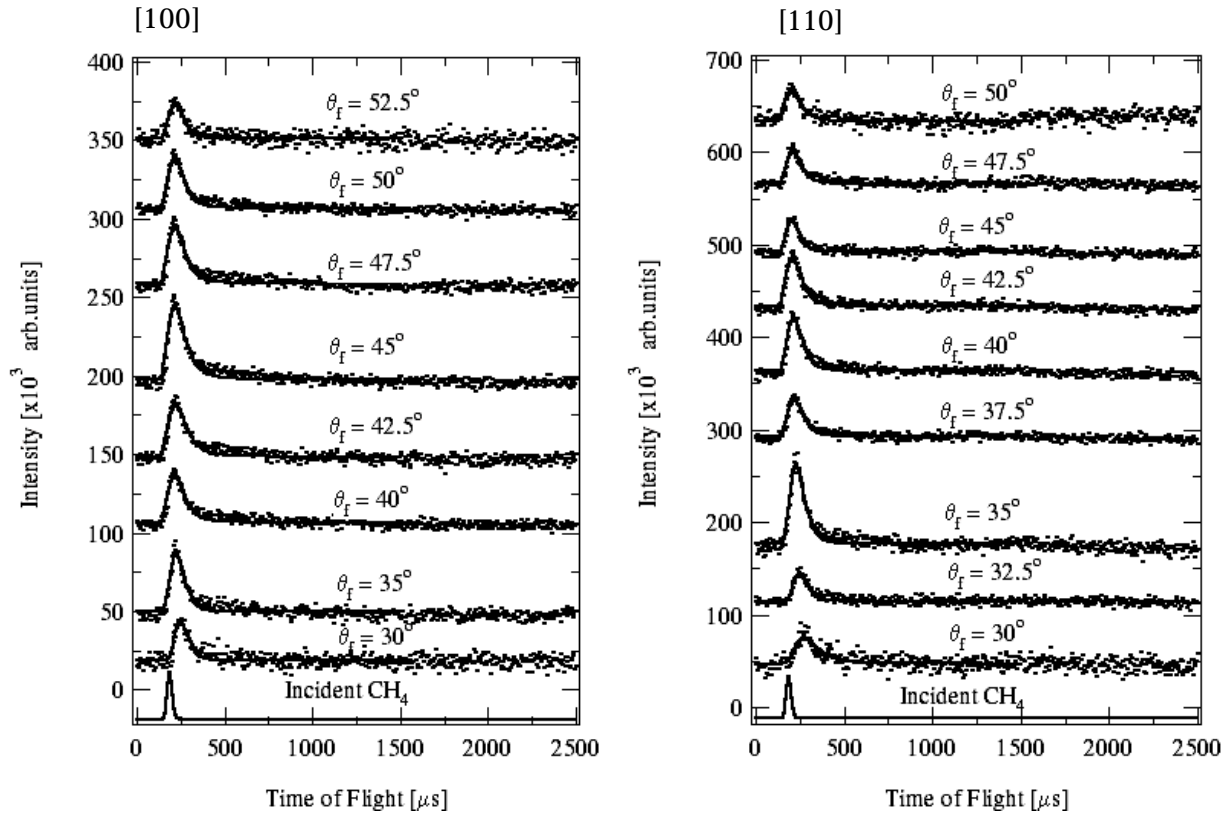 [100]
400
350
300
250
200
150
100
50
0
Intensity [x10³ arb.units]
θf = 52.5°
θf = 50°
θf = 47.5°
θf = 45°
θf = 42.5°
θf = 40°
θf = 35°
θf = 30°
Incident CH₄
0 500 1000 1500 2000 2500
Time of Flight [μs]
[110]
700
600
500
400
300
200
100
0
Intensity [x10³ arb.units]
θf = 50°
θf = 47.5°
θf = 45°
θf = 42.5°
θf = 40°
θf = 37.5°
θf = 35°
θf = 32.5°
θf = 30°
Incident CH₄
0 500 1000 1500 2000 2500
Time of Flight [μs]